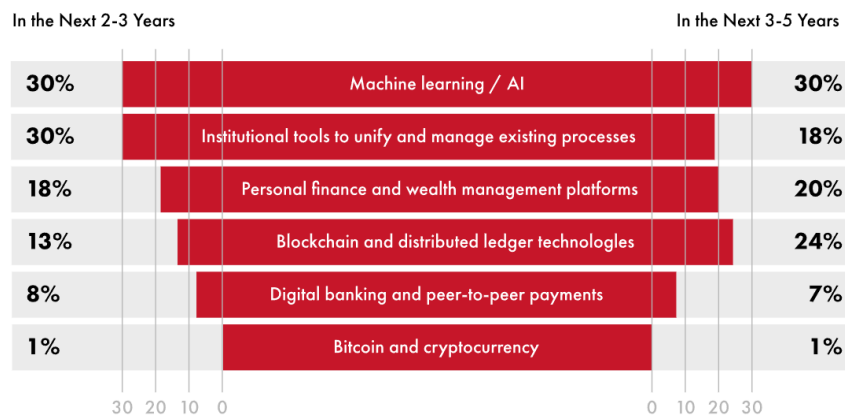 In the Next 2-3 Years In the Next 3-5 Years
30% Machine learning / AI 30%
30% Institutional tools to unify and manage existing processes 18%
18% Personal finance and wealth management platforms 20%
13% Blockchain and distributed ledger technologles 24%
8% Digital banking and peer-to-peer payments 7%
1% Bitcoin and cryptocurrency 1%
30 20 10 0 0 10 20 30